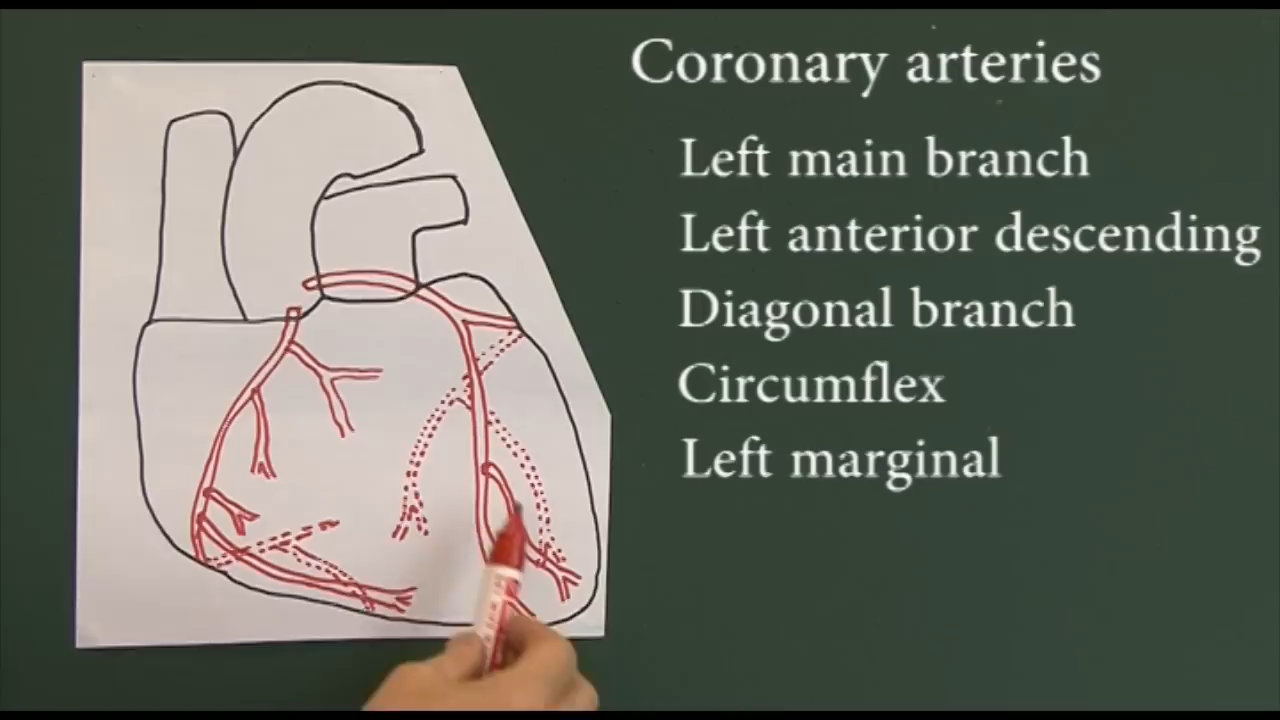 Coronary arteries
Left main branch
Left anterior descending
Diagonal branch
Circumflex
Left marginal